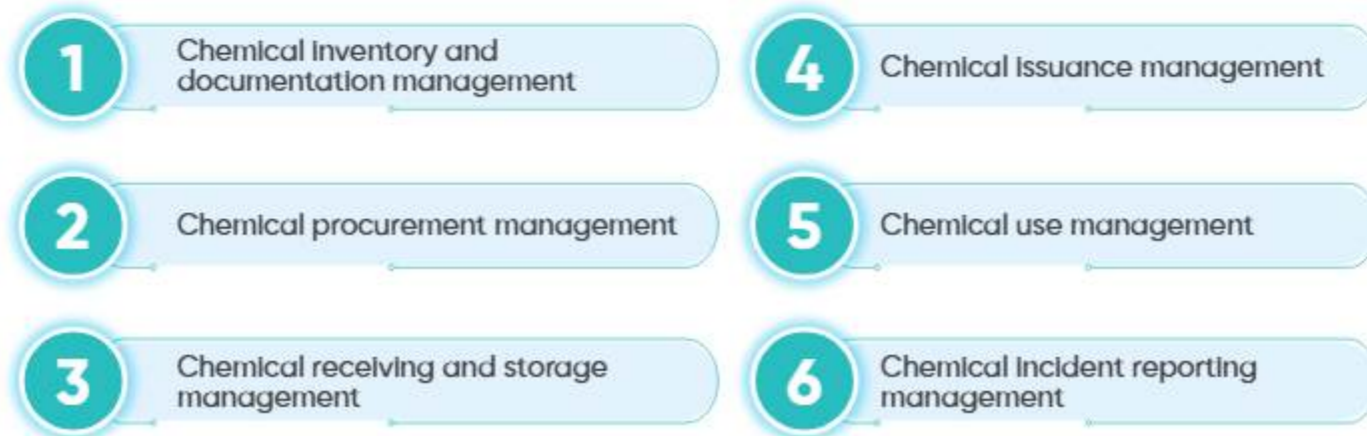 1
Chemical inventory and
documentation management
2
Chemical procurement management
3
Chemical receiving and storage
management
4
Chemical issuance management
5
Chemical use management
6
Chemical incident reporting
management